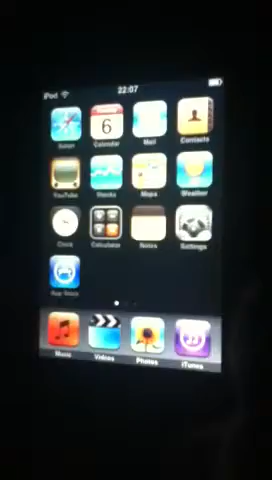 iPod 22:07
Safari Calendar Mail Contacts
6
YouTube Stocks Maps Weather
Clock Calculator Notes Settings
App Store
Music Videos Photos iTunes